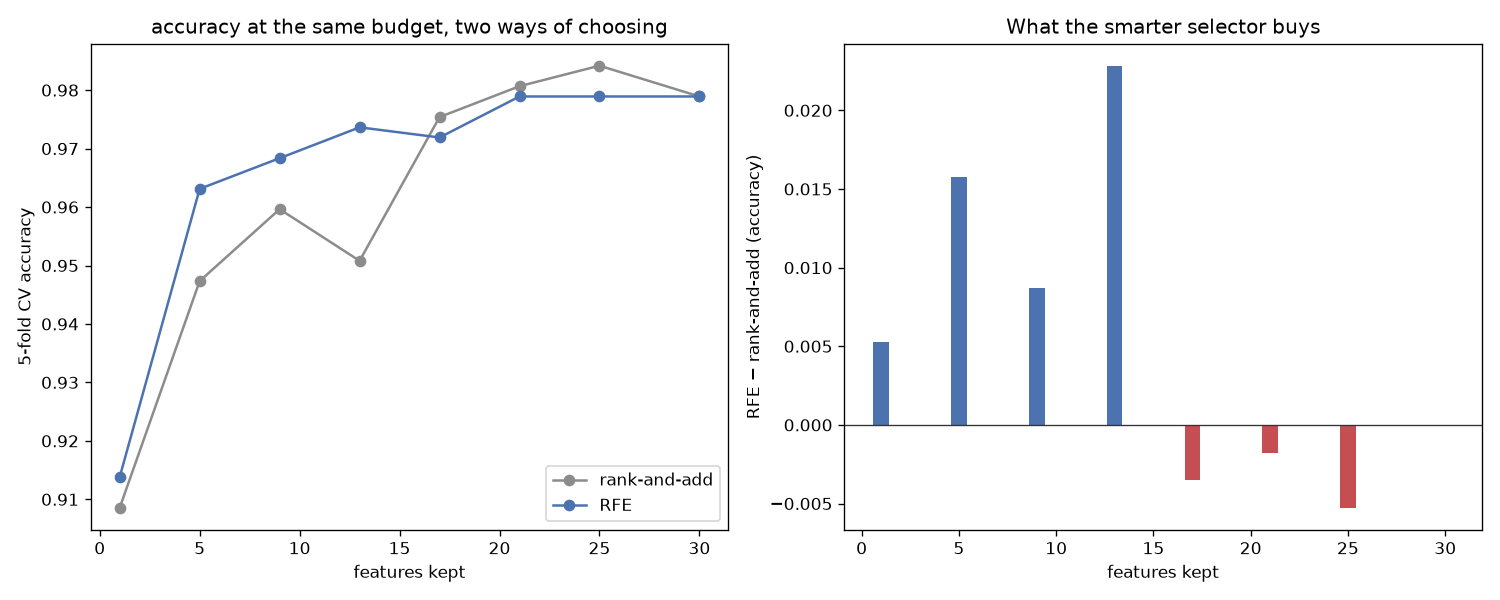 accuracy at the same budget, two ways of choosing
5-fold CV accuracy
0.98
0.97
0.96
0.95
0.94
0.93
0.92
0.91
rank-and-add
RFE
0 5 10 15 20 25 30
features kept
What the smarter selector buys
RFE − rank-and-add (accuracy)
0.020
0.015
0.010
0.005
0.000
−0.005
0 5 10 15 20 25 30
features kept